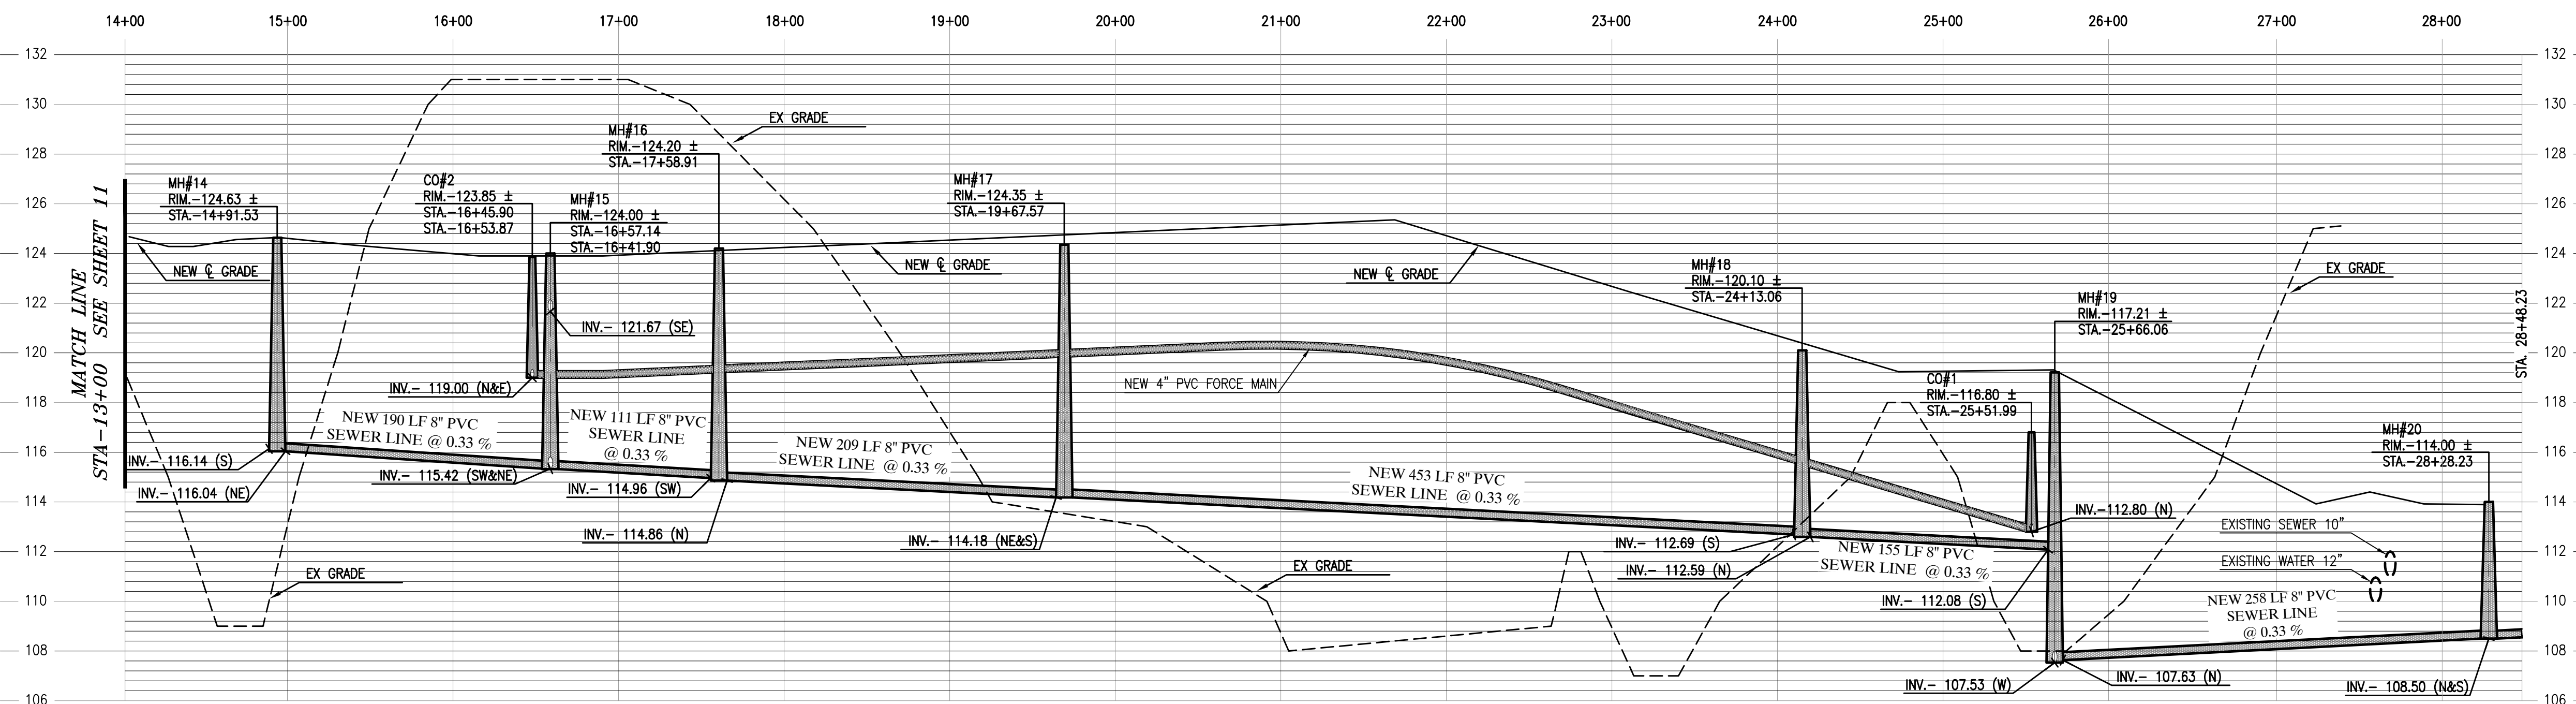 14+00 15+00 16+00 17+00 18+00 19+00 20+00 21+00 22+00 23+00 24+00 25+00 26+00 27+00 28+00
132
130
128
126
124
122
120
118
116
114
112
110
108
106
MATCH LINE
STA-13+00 SEE SHEET 11
MH#14
RIM.-124.63 ±
STA.-14+91.53
NEW ℄ GRADE
INV.- 116.14 (S)
INV.- 116.04 (NE)
EX GRADE
NEW 190 LF 8" PVC
SEWER LINE @ 0.33 %
CO#2
RIM.-123.85 ±
STA.-16+45.90
STA.-16+53.87
INV.- 119.00 (N&E)
MH#15
RIM.-124.00 ±
STA.-16+57.14
STA.-16+41.90
INV.- 121.67 (SE)
INV.- 115.42 (SW&NE)
NEW 111 LF 8" PVC
SEWER LINE
@ 0.33 %
MH#16
RIM.-124.20 ±
STA.-17+58.91
INV.- 114.96 (SW)
INV.- 114.86 (N)
EX GRADE
NEW 209 LF 8" PVC
SEWER LINE @ 0.33 %
NEW ℄ GRADE
MH#17
RIM.-124.35 ±
STA.-19+67.57
INV.- 114.18 (NE&S)
NEW 4" PVC FORCE MAIN
EX GRADE
NEW ℄ GRADE
NEW 453 LF 8" PVC
SEWER LINE @ 0.33 %
MH#18
RIM.-120.10 ±
STA.-24+13.06
INV.- 112.69 (S)
INV.- 112.59 (N)
NEW 155 LF 8" PVC
SEWER LINE @ 0.33 %
CO#1
RIM.-116.80 ±
STA.-25+51.99
INV.-112.80 (N)
INV.- 112.08 (S)
MH#19
RIM.-117.21 ±
STA.-25+66.06
INV.- 107.53 (W)
INV.- 107.63 (N)
EX GRADE
EXISTING SEWER 10"
EXISTING WATER 12"
NEW 258 LF 8" PVC
SEWER LINE
@ 0.33 %
MH#20
RIM.-114.00 ±
STA.-28+28.23
INV.- 108.50 (N&S)
STA. 28+48.23
132
130
128
126
124
122
120
118
116
114
112
110
108
106